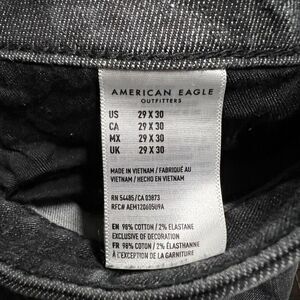 AMERICAN EAGLE
OUTFITTERS
US 29 X 30
CA 29 X 30
MX 29 X 30
UK 29 X 30
MADE IN VIETNAM / FABRIQUÉ AU
VIETNAM / HECHO EN VIETNAM
RN 54485/CA 03873
RFC# AEM120605U9A
EN 98% COTTON / 2% ELASTANE
EXCLUSIVE OF DECORATION
FR 98% COTON / 2% ÉLASTHANNE
À L'EXCEPTION DE LA GARNITURE